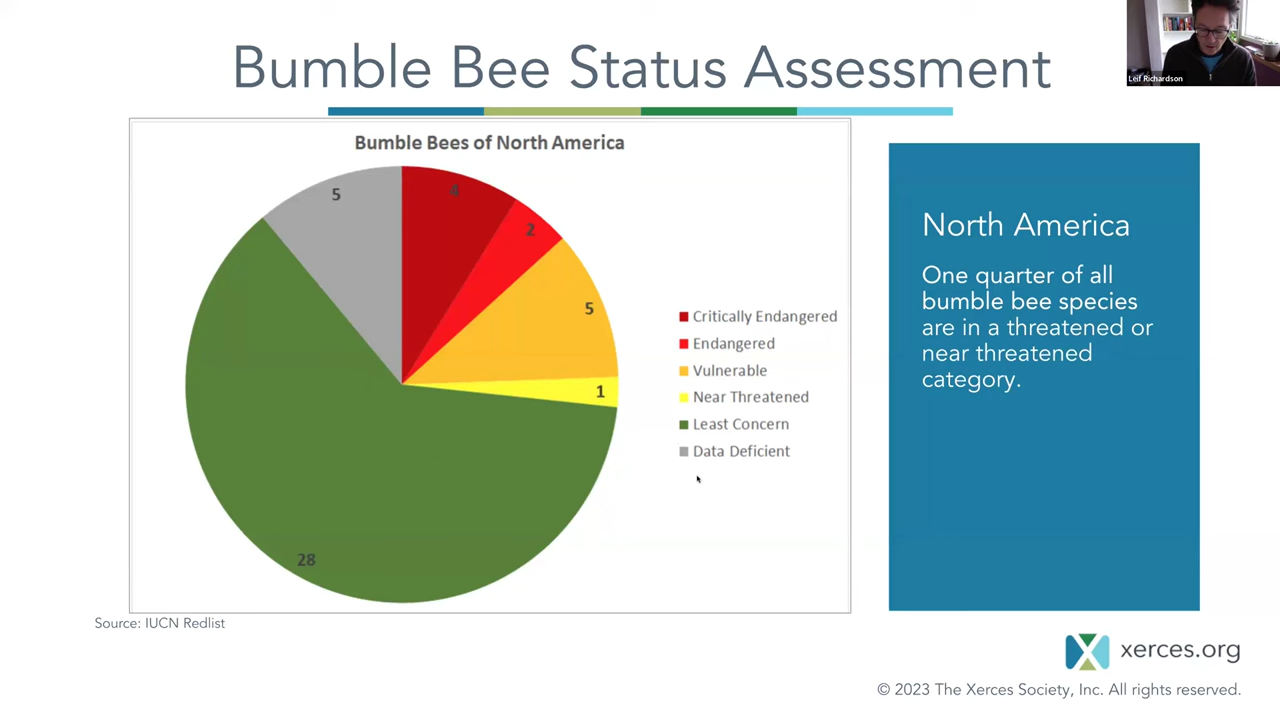 Bumble Bee Status Assessment
Leif Richardson
Bumble Bees of North America
5
4
2
5
1
28
Critically Endangered
Endangered
Vulnerable
Near Threatened
Least Concern
Data Deficient
North America
One quarter of all
bumble bee species
are in a threatened or
near threatened
category.
Source: IUCN Redlist
xerces.org
© 2023 The Xerces Society, Inc. All rights reserved.